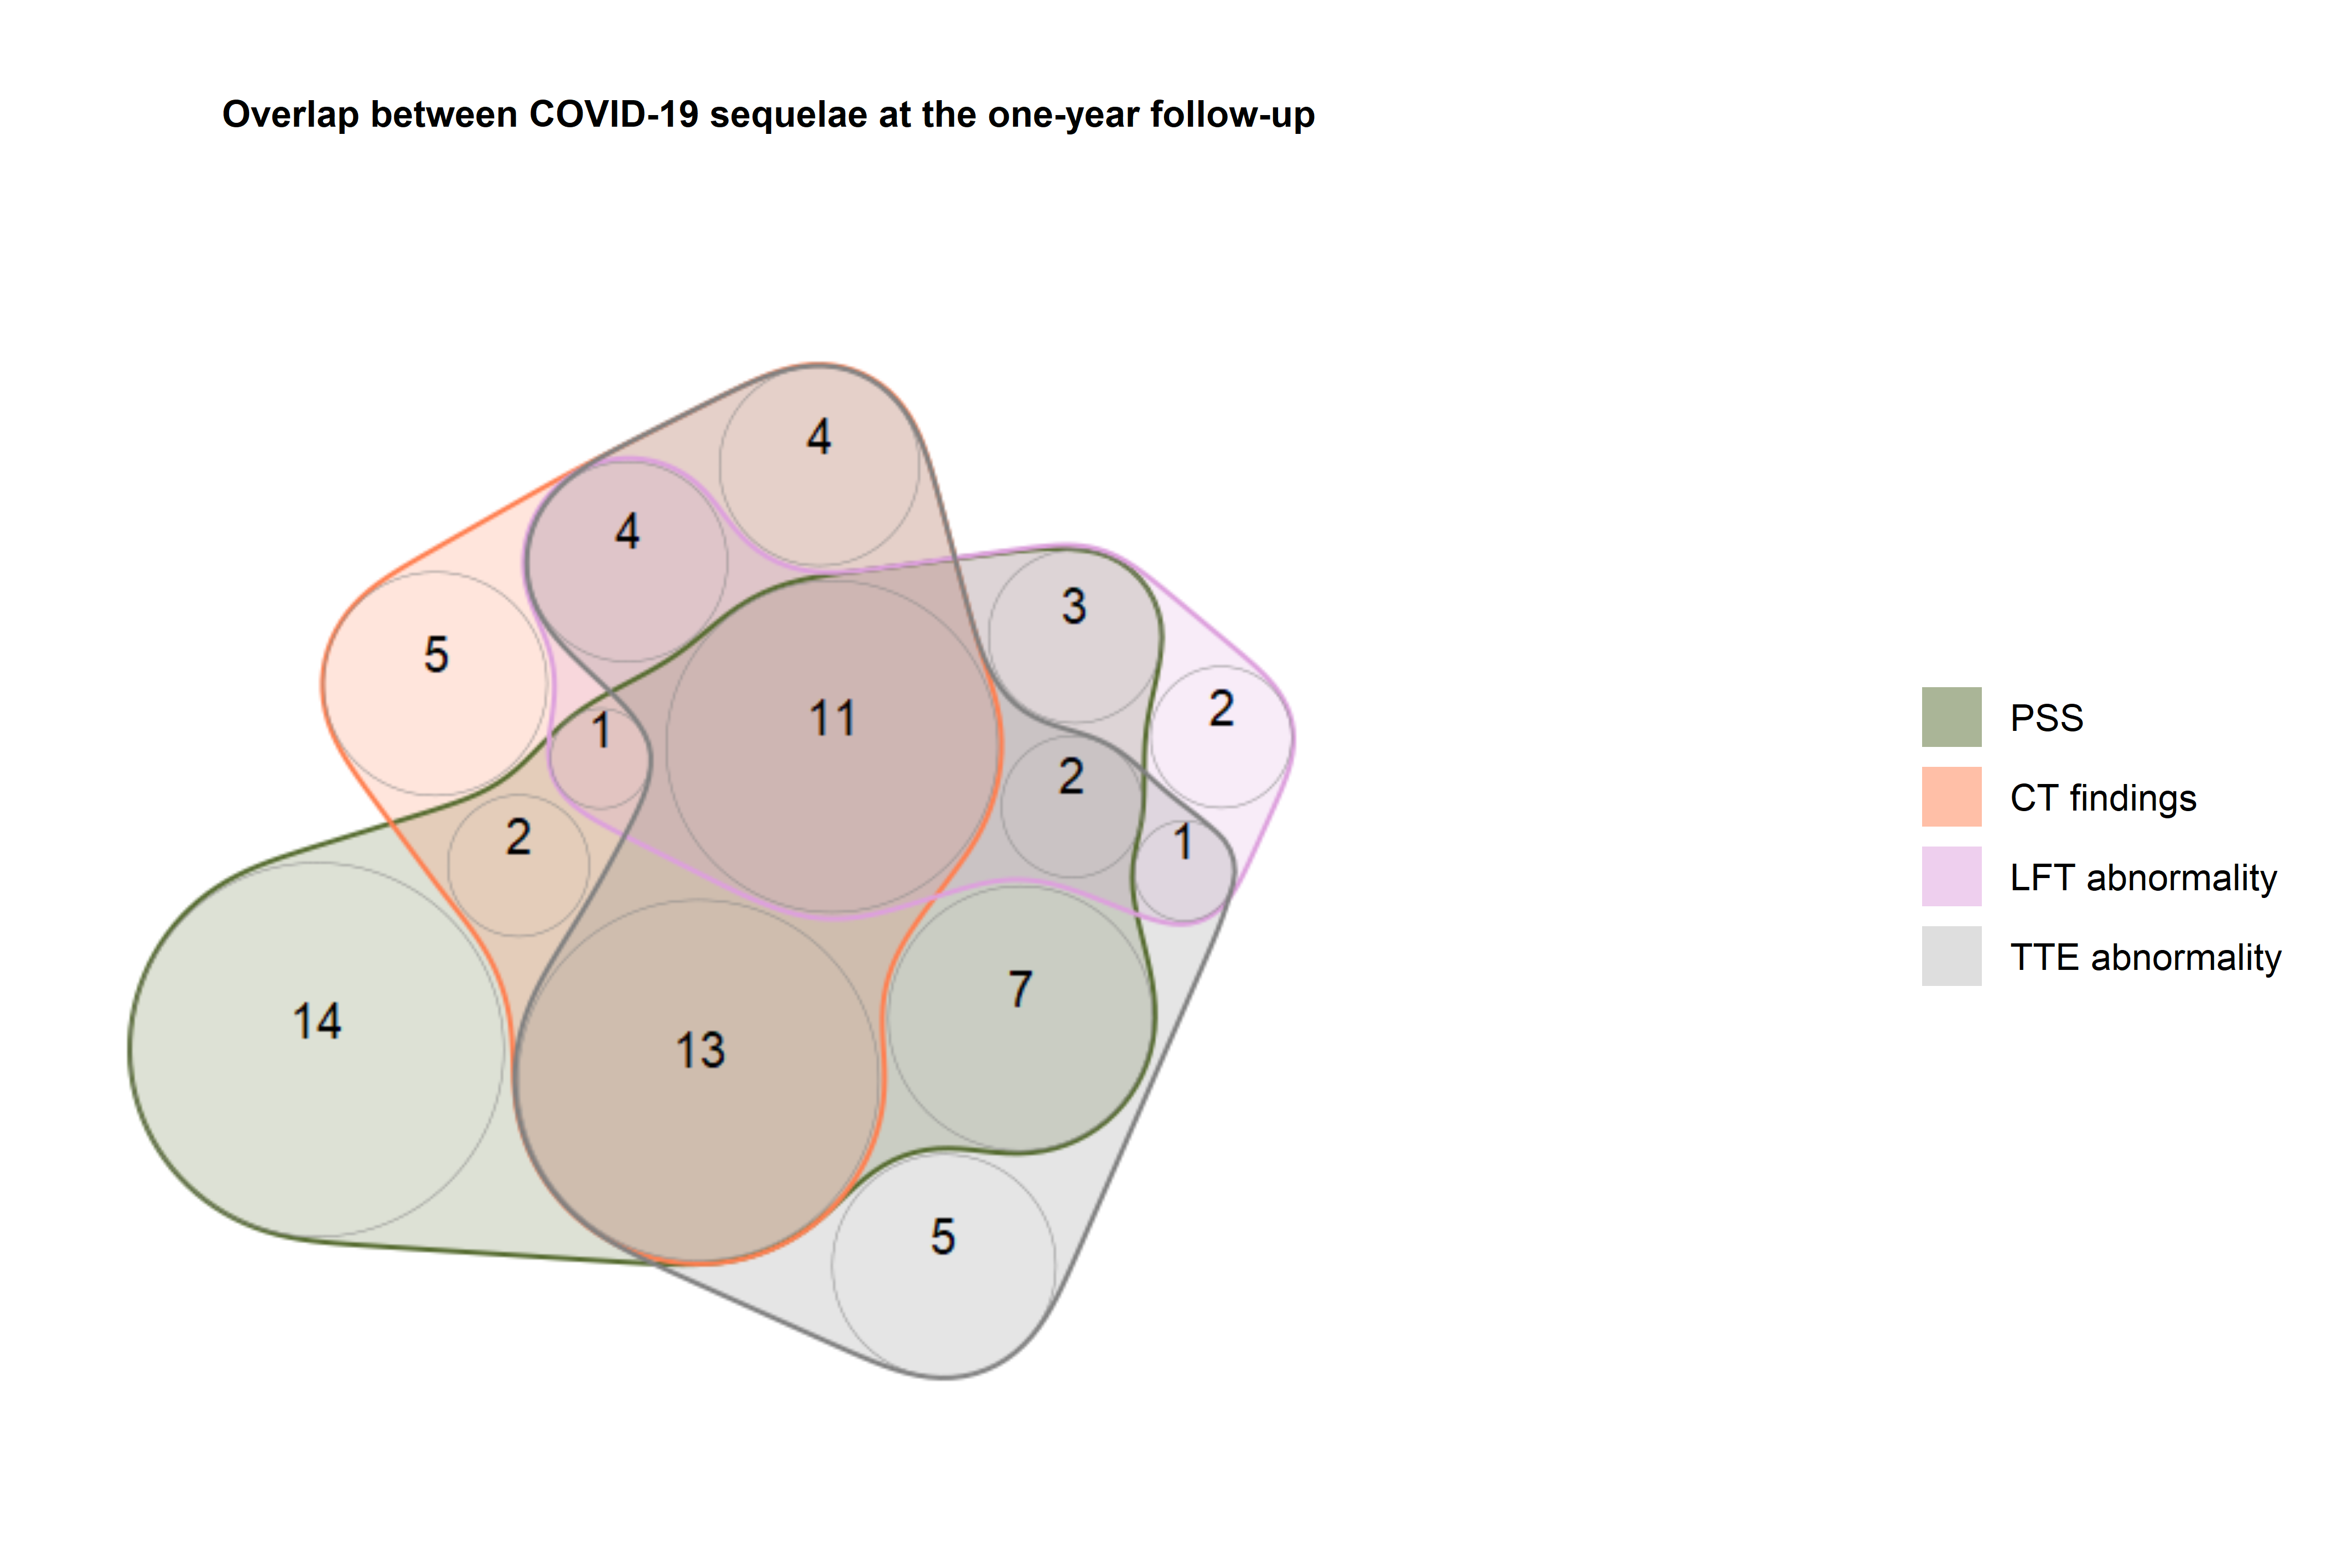 Overlap between COVID-19 sequelae at the one-year follow-up
4
4
3
5
2
1
11
2
2
1
7
14
13
5
PSS
CT findings
LFT abnormality
TTE abnormality